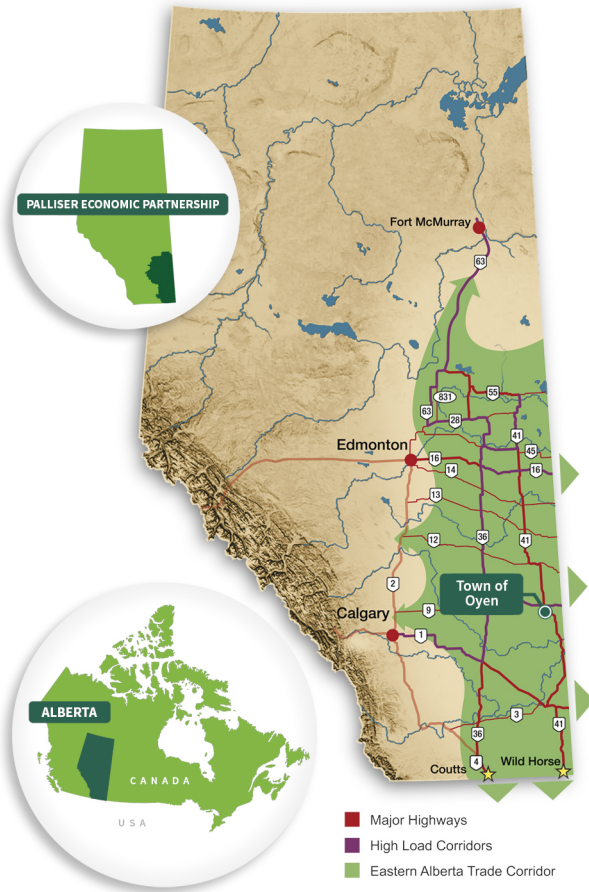 PALLISER ECONOMIC PARTNERSHIP
Fort McMurray
63
831
55
63
28
41
45
Edmonton
16
16
14
13
36
12
41
2
Town of
Oyen
Calgary
9
1
3
41
36
4
Coutts
Wild Horse
ALBERTA
CANADA
USA
Major Highways
High Load Corridors
Eastern Alberta Trade Corridor